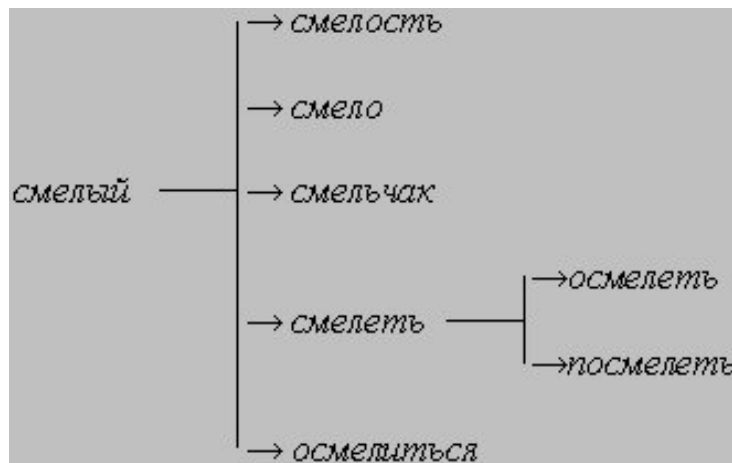 смелость
смело
смелый
смельчак
осмелеть
смелеть
посмелеть
осмелиться